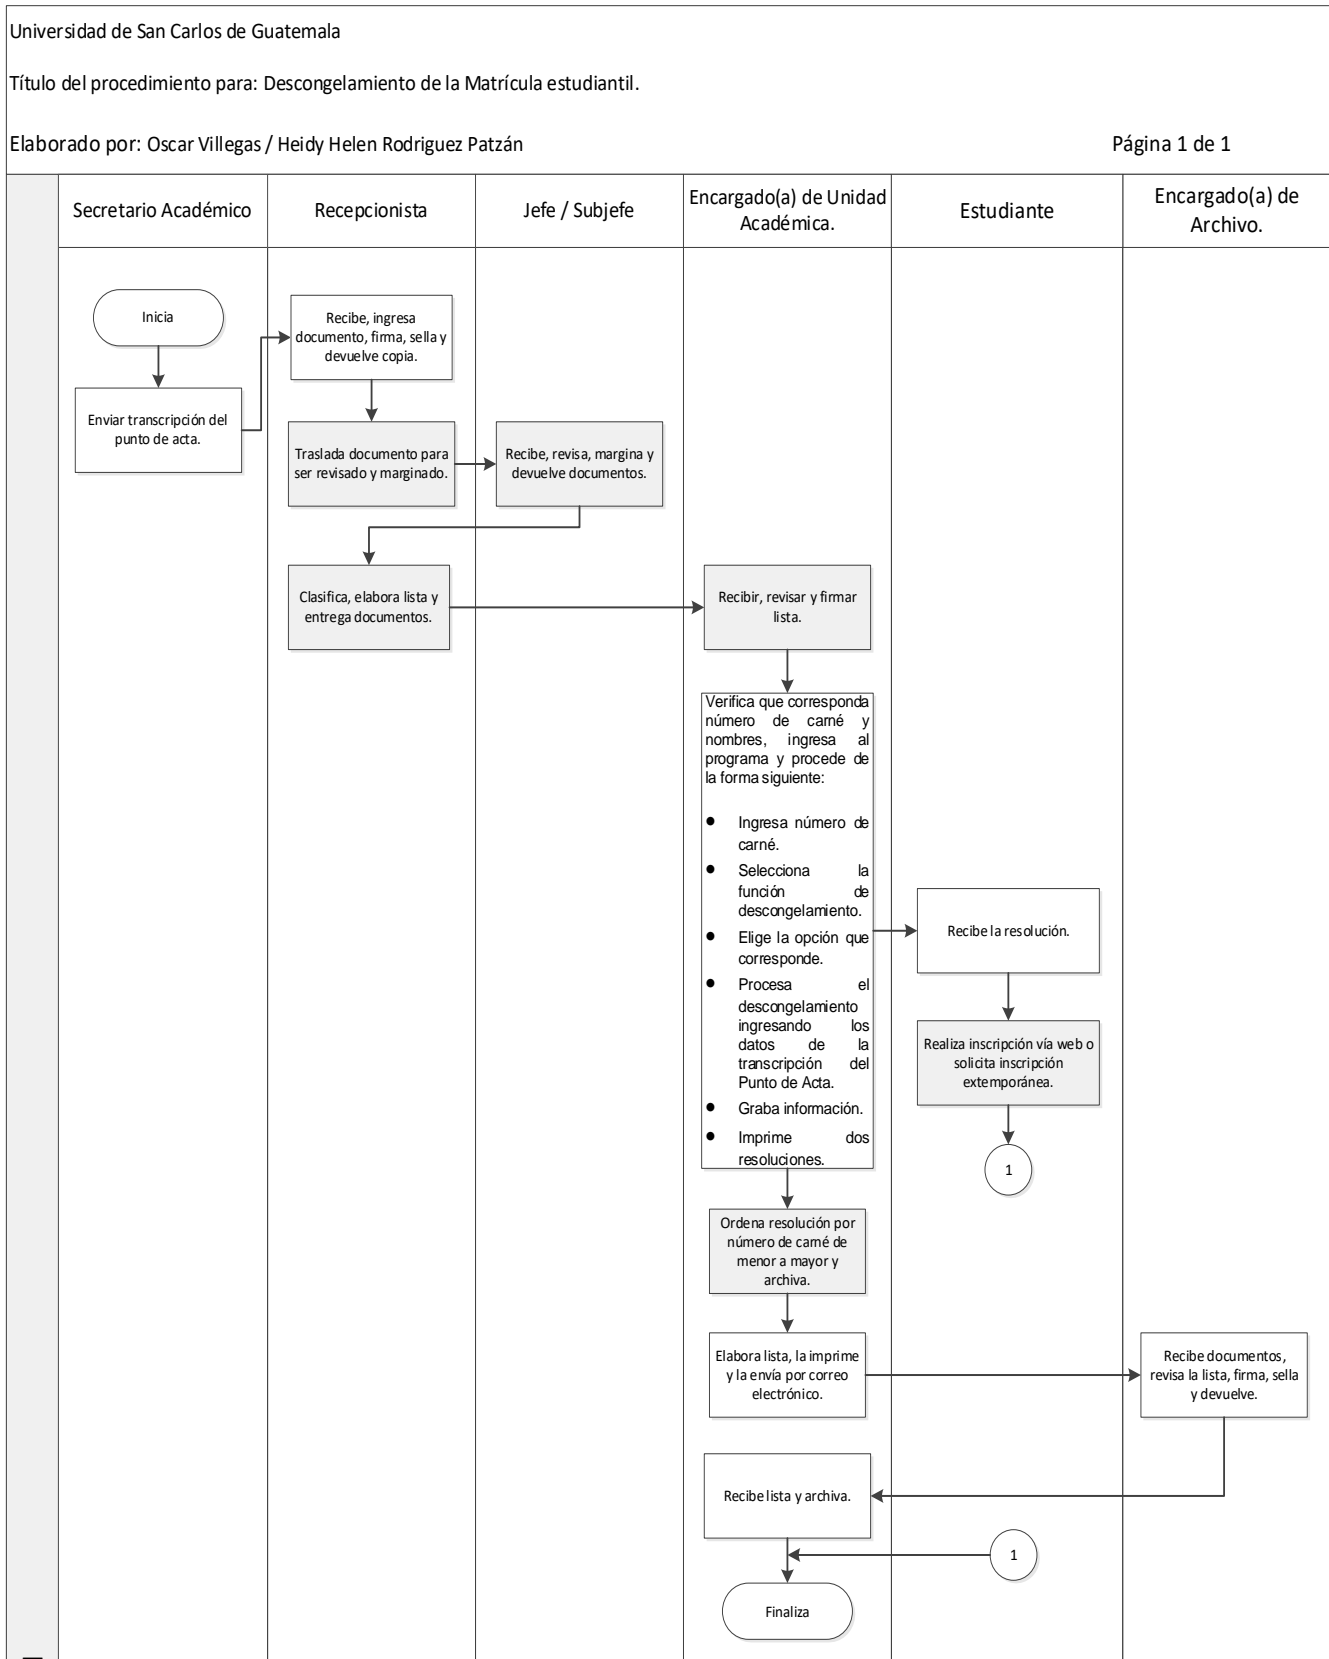 Universidad de San Carlos de Guatemala
Título del procedimiento para: Descongelamiento de la Matrícula estudiantil.
Elaborado por: Oscar Villegas / Heidy Helen Rodriguez Patzán
Página 1 de 1
Secretario Académico
Recepcionista
Jefe / Subjefe
Encargado(a) de Unidad
Académica.
Estudiante
Encargado(a) de
Archivo.
Inicia
Enviar transcripción del
punto de acta.
Recibe, ingresa
documento, firma, sella y
devuelve copia.
Traslada documento para
ser revisado y marginado.
Recibe, revisa, margina y
devuelve documentos.
Clasifica, elabora lista y
entrega documentos.
Recibir, revisar y firmar
lista.
Verifica que corresponda
número de carné y
nombres, ingresa al
programa y procede de
la forma siguiente:
● Ingresa número de
carné.
● Selecciona la
función de
descongelamiento.
● Elige la opción que
corresponde.
● Procesa el
descongelamiento
ingresando los
datos de la
transcripción del
Punto de Acta.
● Graba información.
● Imprime dos
resoluciones.
Recibe la resolución.
Realiza inscripción vía web o
solicita inscripción
extemporánea.
1
Ordena resolución por
número de carné de
menor a mayor y
archiva.
Elabora lista, la imprime
y la envía por correo
electrónico.
Recibe documentos,
revisa la lista, firma, sella
y devuelve.
Recibe lista y archiva.
1
Finaliza